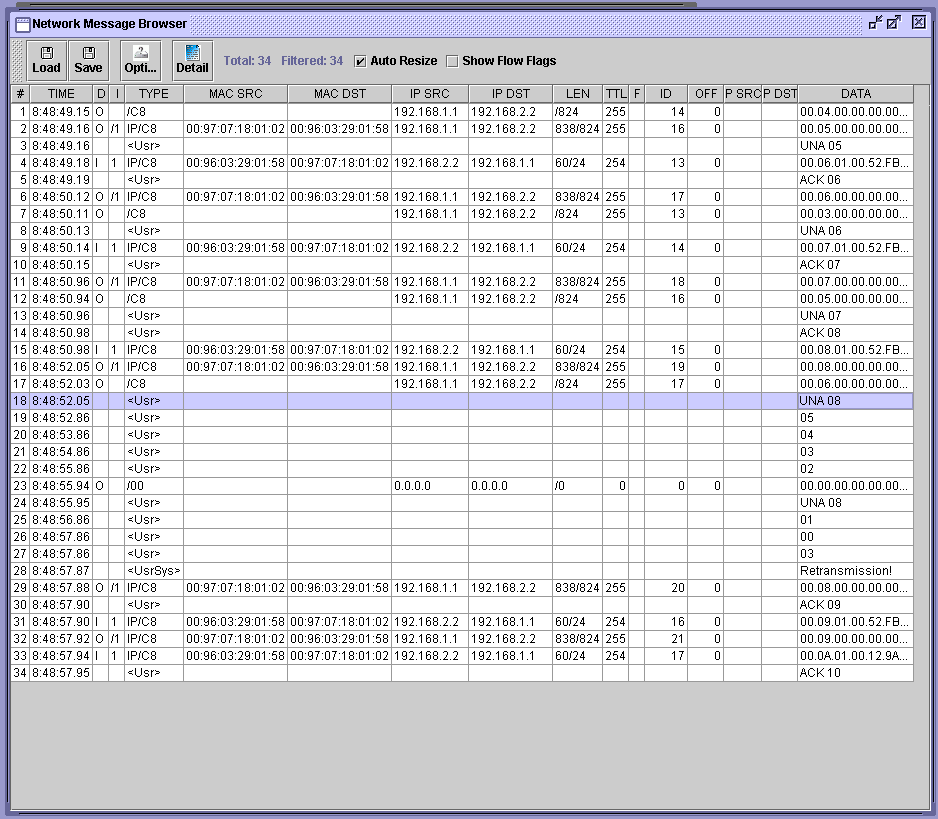 Network Message Browser
Load Save Opti... Detail Total: 34 Filtered: 34 Auto Resize Show Flow Flags
# TIME D I TYPE MAC SRC MAC DST IP SRC IP DST LEN TTL F ID OFF P SRC P DST DATA
1 8:48:49.15 O /C8 192.168.1.1 192.168.2.2 /824 255 14 0 00.04.00.00.00.00...
2 8:48:49.16 O /1 IP/C8 00:97:07:18:01:02 00:96:03:29:01:58 192.168.1.1 192.168.2.2 838/824 255 16 0 00.05.00.00.00.00...
3 8:48:49.16 <Usr> UNA 05
4 8:48:49.18 I 1 IP/C8 00:96:03:29:01:58 00:97:07:18:01:02 192.168.2.2 192.168.1.1 60/24 254 13 0 00.06.01.00.52.FB...
5 8:48:49.19 <Usr> ACK 06
6 8:48:50.12 O /1 IP/C8 00:97:07:18:01:02 00:96:03:29:01:58 192.168.1.1 192.168.2.2 838/824 255 17 0 00.06.00.00.00.00...
7 8:48:50.11 O /C8 192.168.1.1 192.168.2.2 /824 255 13 0 00.03.00.00.00.00...
8 8:48:50.13 <Usr> UNA 06
9 8:48:50.14 I 1 IP/C8 00:96:03:29:01:58 00:97:07:18:01:02 192.168.2.2 192.168.1.1 60/24 254 14 0 00.07.01.00.52.FB...
10 8:48:50.15 <Usr> ACK 07
11 8:48:50.96 O /1 IP/C8 00:97:07:18:01:02 00:96:03:29:01:58 192.168.1.1 192.168.2.2 838/824 255 18 0 00.07.00.00.00.00...
12 8:48:50.94 O /C8 192.168.1.1 192.168.2.2 /824 255 16 0 00.05.00.00.00.00...
13 8:48:50.96 <Usr> UNA 07
14 8:48:50.98 <Usr> ACK 08
15 8:48:50.98 I 1 IP/C8 00:96:03:29:01:58 00:97:07:18:01:02 192.168.2.2 192.168.1.1 60/24 254 15 0 00.08.01.00.52.FB...
16 8:48:52.05 O /1 IP/C8 00:97:07:18:01:02 00:96:03:29:01:58 192.168.1.1 192.168.2.2 838/824 255 19 0 00.08.00.00.00.00...
17 8:48:52.03 O /C8 192.168.1.1 192.168.2.2 /824 255 17 0 00.06.00.00.00.00...
18 8:48:52.05 <Usr> UNA 08
19 8:48:52.86 <Usr> 05
20 8:48:53.86 <Usr> 04
21 8:48:54.86 <Usr> 03
22 8:48:55.86 <Usr> 02
23 8:48:55.94 O /00 0.0.0.0 0.0.0.0 /0 0 0 0 00.00.00.00.00.00...
24 8:48:55.95 <Usr> UNA 08
25 8:48:56.86 <Usr> 01
26 8:48:57.86 <Usr> 00
27 8:48:57.86 <Usr> 03
28 8:48:57.87 <UsrSys> Retransmission!
29 8:48:57.88 O /1 IP/C8 00:97:07:18:01:02 00:96:03:29:01:58 192.168.1.1 192.168.2.2 838/824 255 20 0 00.08.00.00.00.00...
30 8:48:57.90 <Usr> ACK 09
31 8:48:57.90 I 1 IP/C8 00:96:03:29:01:58 00:97:07:18:01:02 192.168.2.2 192.168.1.1 60/24 254 16 0 00.09.01.00.52.FB...
32 8:48:57.92 O /1 IP/C8 00:97:07:18:01:02 00:96:03:29:01:58 192.168.1.1 192.168.2.2 838/824 255 21 0 00.09.00.00.00.00...
33 8:48:57.94 I 1 IP/C8 00:96:03:29:01:58 00:97:07:18:01:02 192.168.2.2 192.168.1.1 60/24 254 17 0 00.0A.01.00.12.9A...
34 8:48:57.95 <Usr> ACK 10